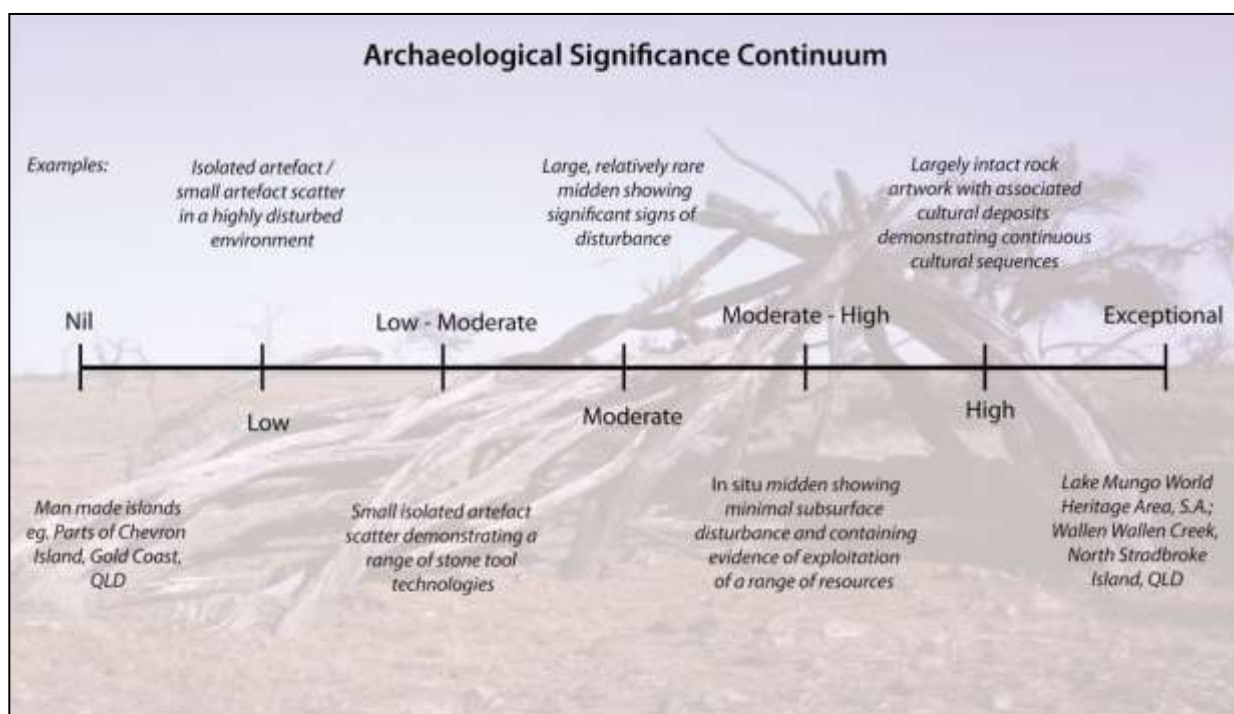 Archaeological Significance Continuum
Examples:
Isolated artefact /
small artefact scatter
in a highly disturbed
environment
Large, relatively rare
midden showing
significant signs of
disturbance
Largely intact rock
artwork with associated
cultural deposits
demonstrating continuous
cultural sequences
Nil
Low - Moderate
Moderate - High
Exceptional
Low
Moderate
High
Man made islands
eg. Parts of Chevron
Island, Gold Coast,
QLD
Small isolated artefact
scatter demonstrating a
range of stone tool
technologies
In situ midden showing
minimal subsurface
disturbance and containing
evidence of exploitation
of a range of resources
Lake Mungo World
Heritage Area, S.A.;
Wallen Wallen Creek,
North Stradbroke
Island, QLD